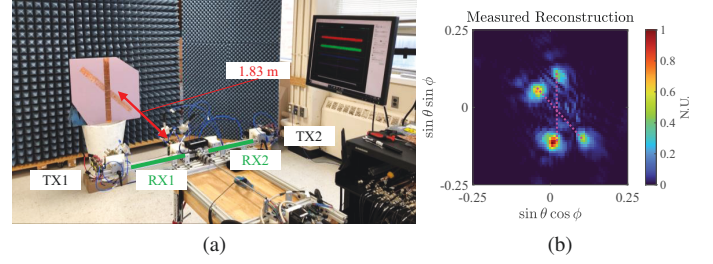 1.83 m
TX1
RX1
RX2
TX2
(a)
Measured Reconstruction
0.25
0
-0.25
sin θ sin ϕ
-0.25
0
0.25
sin θ cos ϕ
1
0.8
0.6
0.4
0.2
0
N.U.
(b)